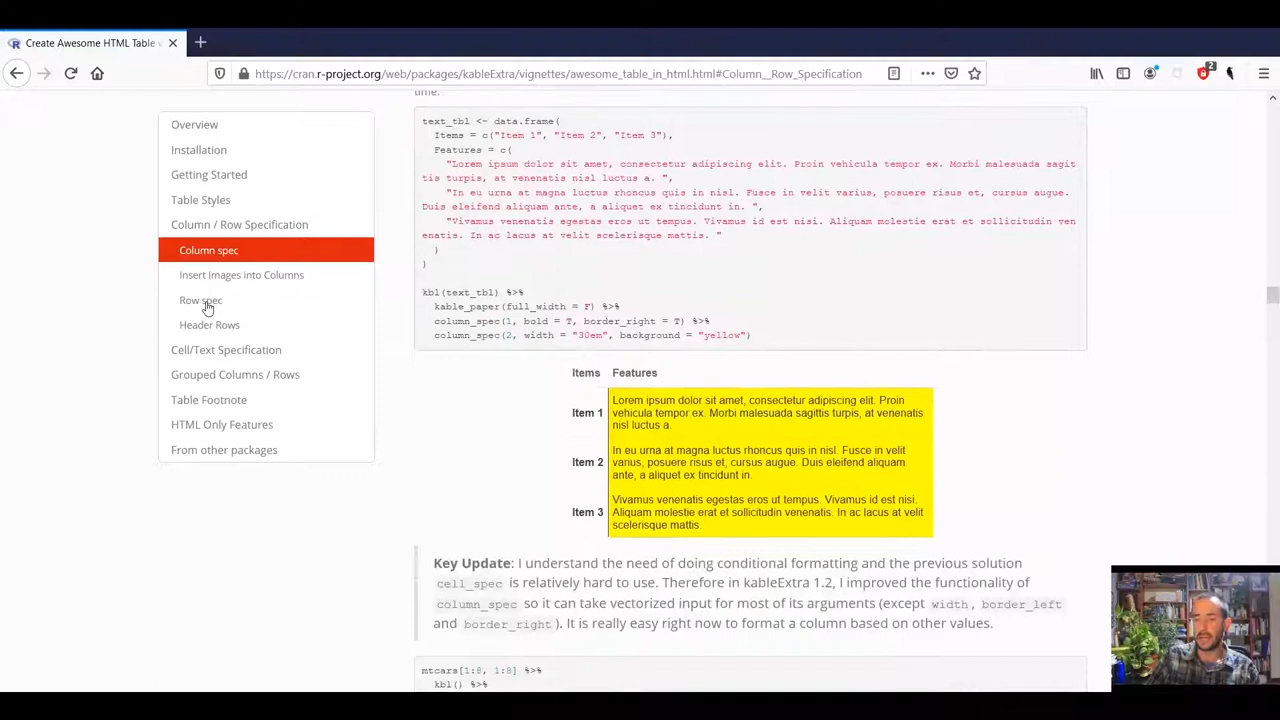 Create Awesome HTML Table
https://cran.r-project.org/web/packages/kableExtra/vignettes/awesome_table_in_html.html#Column__Row_Specification
2
time.
Overview
Installation
Getting Started
Table Styles
Column / Row Specification
Column spec
Insert Images into Columns
Row spec
Header Rows
Cell/Text Specification
Grouped Columns / Rows
Table Footnote
HTML Only Features
From other packages
text_tbl <- data.frame(
Items = c("Item 1", "Item 2", "Item 3"),
Features = c(
"Lorem ipsum dolor sit amet, consectetur adipiscing elit. Proin vehicula tempor ex. Morbi malesuada sagit
tis turpis, at venenatis nisl luctus a. ",
"In eu urna at magna luctus rhoncus quis in nisl. Fusce in velit varius, posuere risus et, cursus augue.
Duis eleifend aliquam ante, a aliquet ex tincidunt in. ",
"Vivamus venenatis egestas eros ut tempus. Vivamus id est nisi. Aliquam molestie erat et sollicitudin ven
enatis. In ac lacus at velit scelerisque mattis. "
)
)
kbl(text_tbl) %>%
kable_paper(full_width = F) %>%
column_spec(1, bold = T, border_right = T) %>%
column_spec(2, width = "30em", background = "yellow")
Items Features
Item 1 Lorem ipsum dolor sit amet, consectetur adipiscing elit. Proin
vehicula tempor ex. Morbi malesuada sagittis turpis, at venenatis
nisl luctus a.
Item 2 In eu urna at magna luctus rhoncus quis in nisl. Fusce in velit
varius, posuere risus et, cursus augue. Duis eleifend aliquam
ante, a aliquet ex tincidunt in.
Item 3 Vivamus venenatis egestas eros ut tempus. Vivamus id est nisi.
Aliquam molestie erat et sollicitudin venenatis. In ac lacus at velit
scelerisque mattis.
Key Update: I understand the need of doing conditional formatting and the previous solution
cell_spec is relatively hard to use. Therefore in kableExtra 1.2, I improved the functionality of
column_spec so it can take vectorized input for most of its arguments (except width, border_left
and border_right). It is really easy right now to format a column based on other values.
mtcars[1:8, 1:8] %>%
kbl() %>%